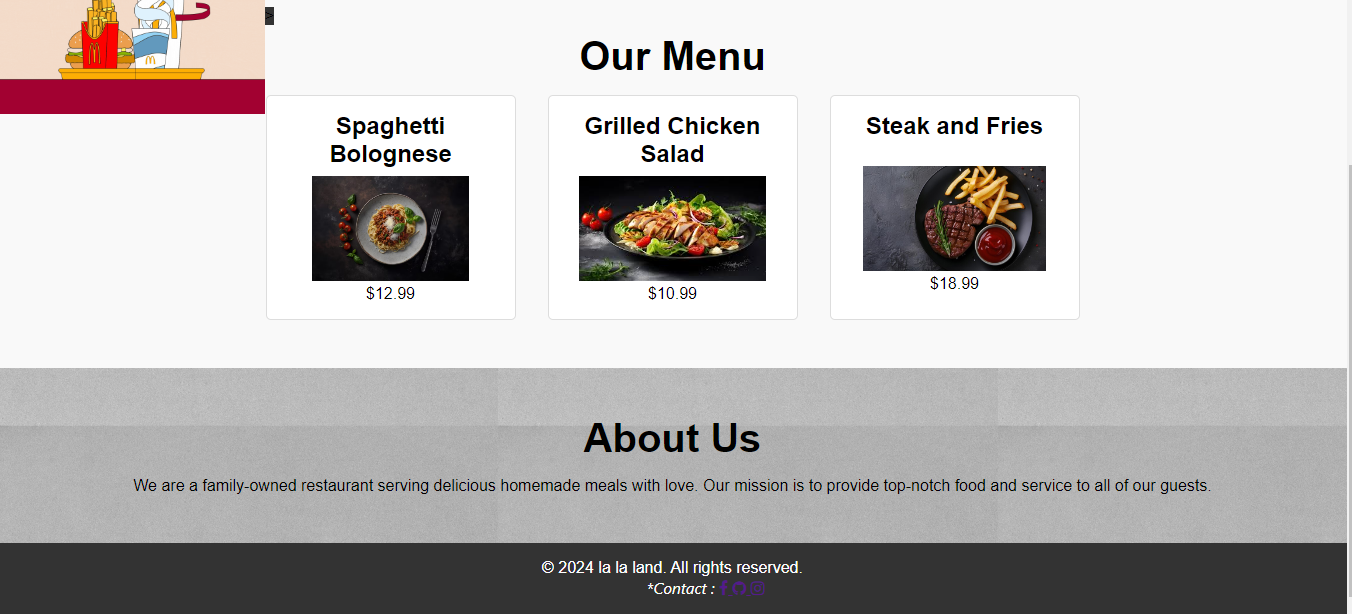 >
Our Menu
Spaghetti
Bolognese
$12.99
Grilled Chicken
Salad
$10.99
Steak and Fries
$18.99
About Us
We are a family-owned restaurant serving delicious homemade meals with love. Our mission is to provide top-notch food and service to all of our guests.
© 2024 la la land. All rights reserved.
*Contact :